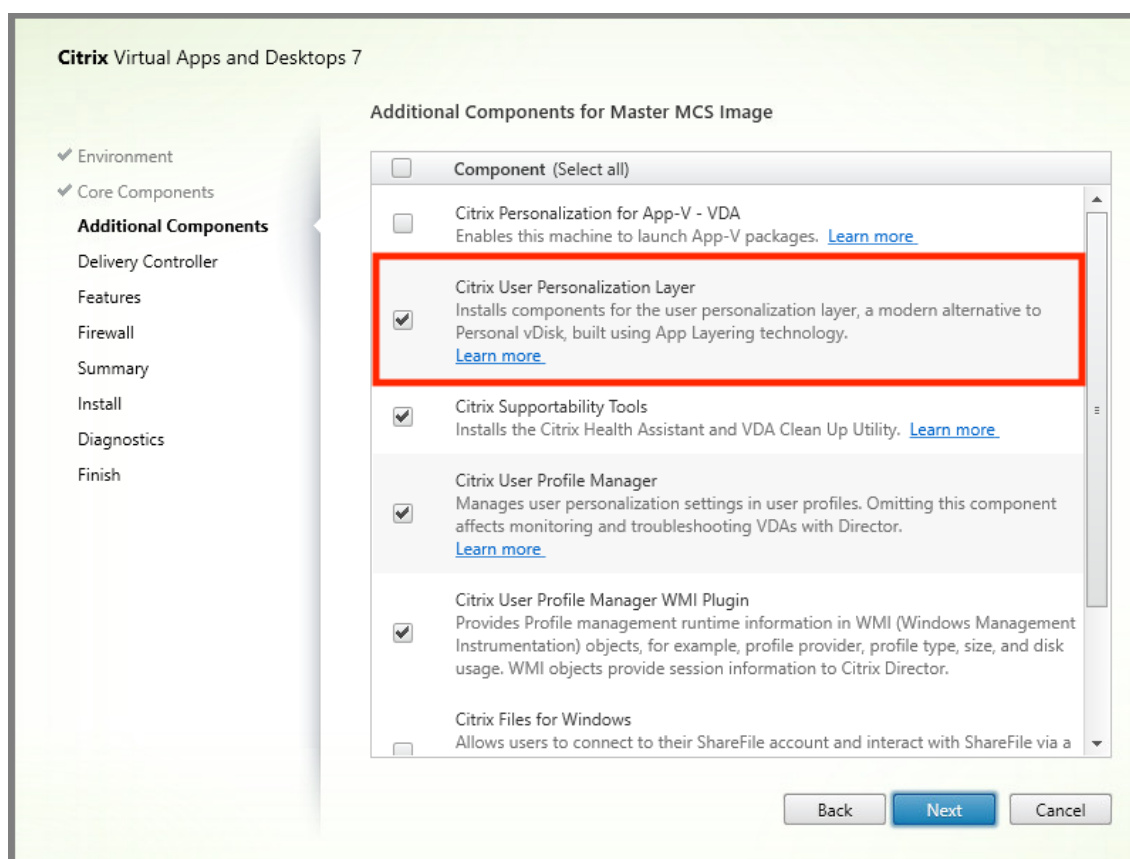 Citrix Virtual Apps and Desktops 7
Additional Components for Master MCS Image
Environment
Core Components
Additional Components
Delivery Controller
Features
Firewall
Summary
Install
Diagnostics
Finish
Component (Select all)
Citrix Personalization for App-V - VDA
Enables this machine to launch App-V packages. Learn more
Citrix User Personalization Layer
Installs components for the user personalization layer, a modern alternative to
Personal vDisk, built using App Layering technology.
Learn more
Citrix Supportability Tools
Installs the Citrix Health Assistant and VDA Clean Up Utility. Learn more
Citrix User Profile Manager
Manages user personalization settings in user profiles. Omitting this component
affects monitoring and troubleshooting VDAs with Director.
Learn more
Citrix User Profile Manager WMI Plugin
Provides Profile management runtime information in WMI (Windows Management
Instrumentation) objects, for example, profile provider, profile type, size, and disk
usage. WMI objects provide session information to Citrix Director.
Citrix Files for Windows
Allows users to connect to their ShareFile account and interact with ShareFile via a
Back Next Cancel